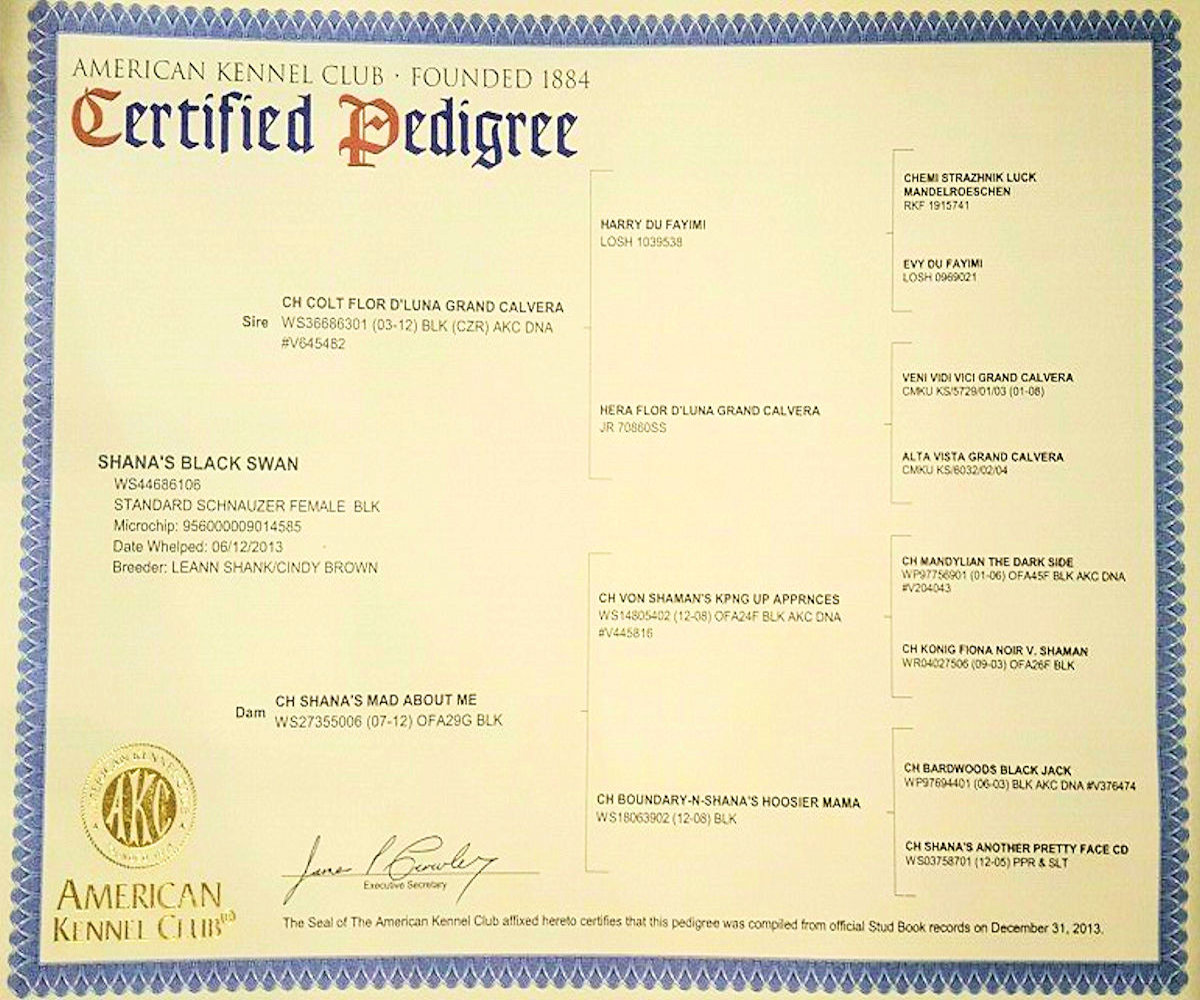 AMERICAN KENNEL CLUB · FOUNDED 1884
Certified Pedigree
CHEMI STRAZHNIK LUCK
MANDELROESCHEN
RKF 1915741
HARRY DU FAYIMI
LOSH 1039538
EVY DU FAYIMI
LOSH 0969021
CH COLT FLOR D'LUNA GRAND CALVERA
Sire WS36686301 (03-12) BLK (CZR) AKC DNA
#V645482
VENI VIDI VICI GRAND CALVERA
CMKU KS/5729/01/03 (01-08)
HERA FLOR D'LUNA GRAND CALVERA
JR 70860SS
ALTA VISTA GRAND CALVERA
CMKU KS/6032/02/04
SHANA'S BLACK SWAN
WS44686106
STANDARD SCHNAUZER FEMALE BLK
Microchip: 956000009014585
Date Whelped: 06/12/2013
Breeder: LEANN SHANK/CINDY BROWN
CH MANDYLIAN THE DARK SIDE
WP97756901 (01-06) OFA45F BLK AKC DNA
#V204043
CH VON SHAMAN'S KPNG UP APPRNCES
WS14805402 (12-08) OFA24F BLK AKC DNA
#V445816
CH KONIG FIONA NOIR V. SHAMAN
WR04027506 (09-03) OFA26F BLK
CH SHANA'S MAD ABOUT ME
Dam WS27355006 (07-12) OFA29G BLK
CH BARDWOODS BLACK JACK
WP97694401 (06-03) BLK AKC DNA #V376474
CH BOUNDARY-N-SHANA'S HOOSIER MAMA
WS18063902 (12-08) BLK
CH SHANA'S ANOTHER PRETTY FACE CD
WS03758701 (12-05) PPR & SLT
AKC
AMERICAN
KENNEL CLUB
Executive Secretary
The Seal of The American Kennel Club affixed hereto certifies that this pedigree was compiled from official Stud Book records on December 31, 2013.